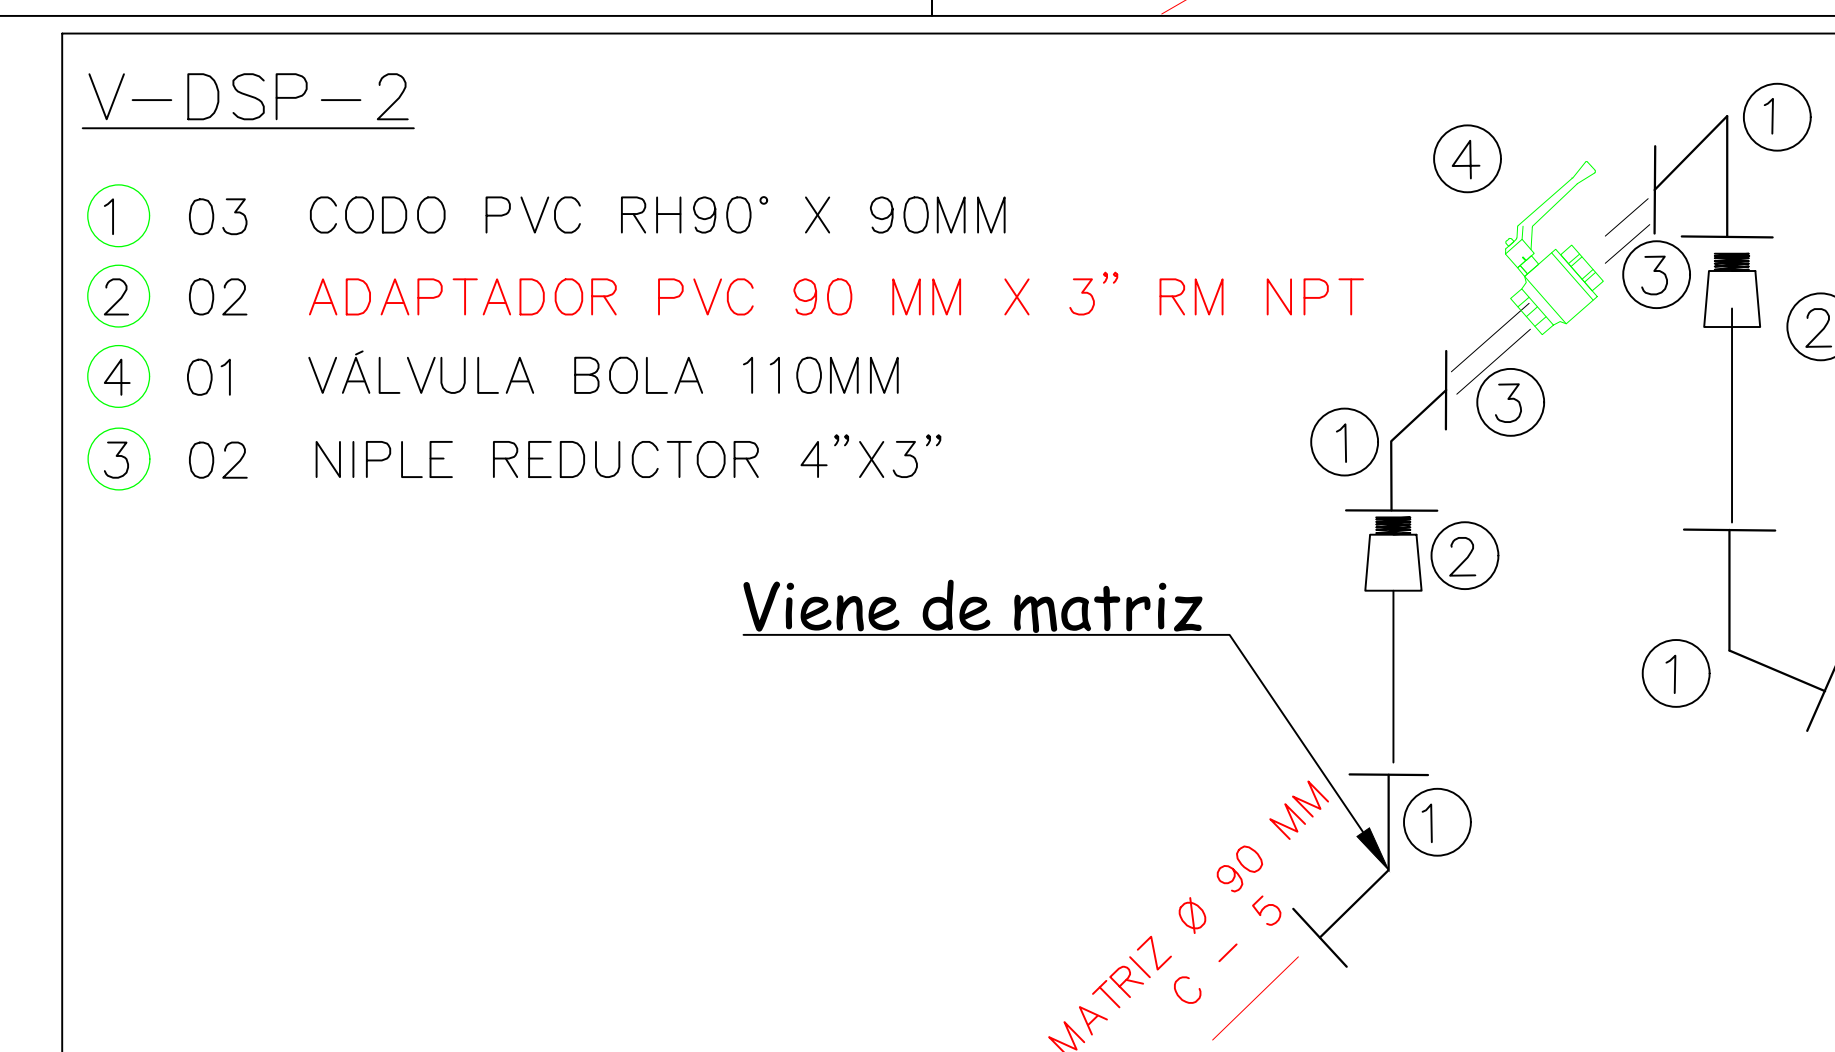 V-DSP-2
1 03 CODO PVC RH90° X 90MM
2 02 ADAPTADOR PVC 90 MM X 3” RM NPT
4 01 VÁLVULA BOLA 110MM
3 02 NIPLE REDUCTOR 4”X3”
1
4
3
2
3
1
2
Viene de matriz
1
1
MATRIZ Ø 90 MM
C - 5